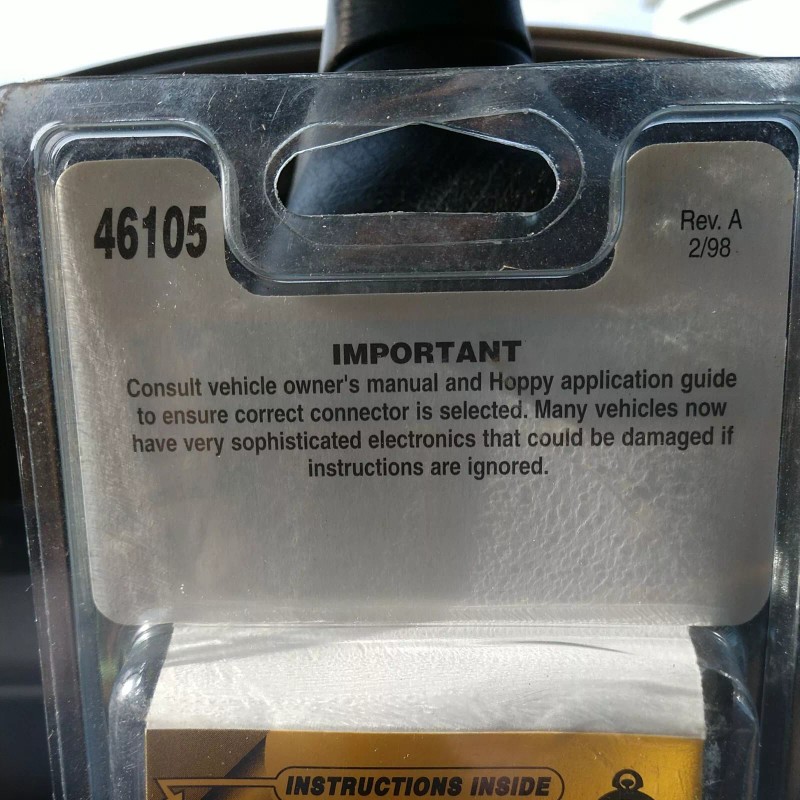 46105
Rev. A
2/98
IMPORTANT
Consult vehicle owner's manual and Hoppy application guide
to ensure correct connector is selected. Many vehicles now
have very sophisticated electronics that could be damaged if
instructions are ignored.
INSTRUCTIONS INSIDE